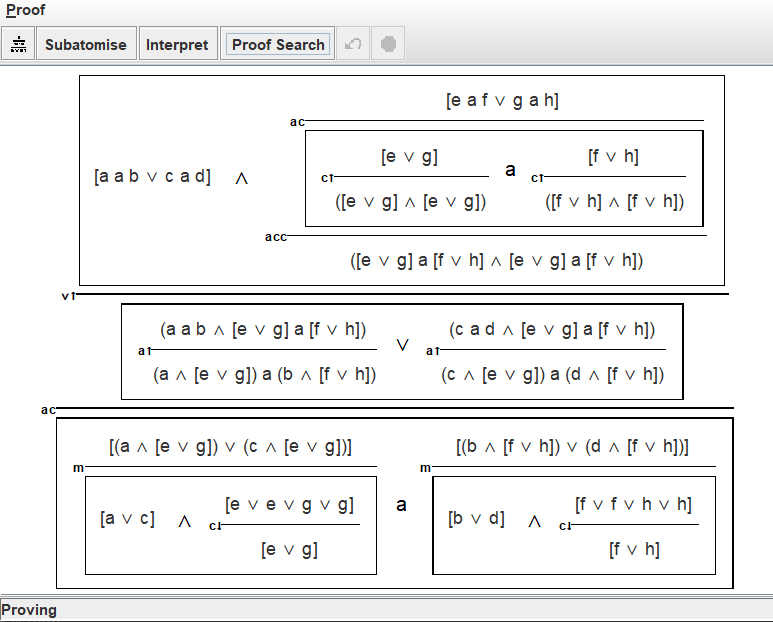 Proof
Subatomise Interpret Proof Search
[e a f ∨ g a h]
ac
[e ∨ g] [f ∨ h]
[a a b ∨ c a d] ∧ c↑ a c↑
([e ∨ g] ∧ [e ∨ g]) ([f ∨ h] ∧ [f ∨ h])
acc
([e ∨ g] a [f ∨ h] ∧ [e ∨ g] a [f ∨ h])
∨↑
(a a b ∧ [e ∨ g] a [f ∨ h]) (c a d ∧ [e ∨ g] a [f ∨ h])
a↑ ∨ a↑
(a ∧ [e ∨ g]) a (b ∧ [f ∨ h]) (c ∧ [e ∨ g]) a (d ∧ [f ∨ h])
ac
[(a ∧ [e ∨ g]) ∨ (c ∧ [e ∨ g])] [(b ∧ [f ∨ h]) ∨ (d ∧ [f ∨ h])]
m m
[e ∨ e ∨ g ∨ g] a [f ∨ f ∨ h ∨ h]
[a ∨ c] ∧ c↓ [b ∨ d] ∧ c↓
[e ∨ g] [f ∨ h]
Proving